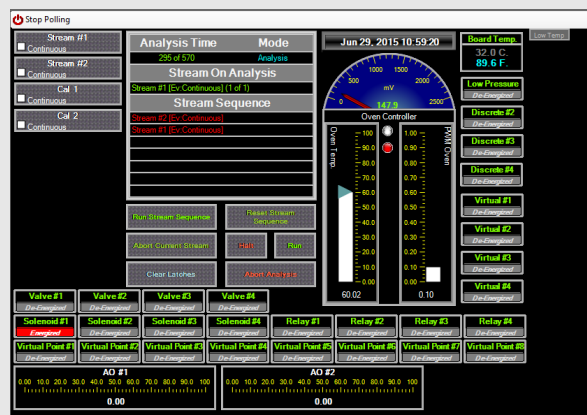 Stop Polling
Stream #1
Continuous
Stream #2
Continuous
Cal 1
Continuous
Cal 2
Continuous
Analysis Time Mode
295 of 570 Analysis
Stream On Analysis
Stream #1 [Ev:Continuous] (1 of 1)
Stream Sequence
Stream #2 [Ev:Continuous]
Stream #1 [Ev:Continuous]
Run Stream Sequence
Reset Stream
Sequence
Abort Current Stream
Halt
Run
Clear Latches
Abort Analysis
Jun 29, 2015 10:59:20
0 500 1000 1500 2000 2500
mV
147.9
Oven Controller
Oven Temp.
100
90.0
80.0
70.0
60.0
50.0
40.0
30.0
20.0
10.0
0.00
60.02
1.00
0.90
0.80
0.70
0.60
0.50
0.40
0.30
0.20
0.10
0.00
0.10
PWM Oven
Board Temp.
32.0 C.
89.6 F.
Low Temp
Low Pressure
De-Energized
Discrete #2
De-Energized
Discrete #3
De-Energized
Discrete #4
De-Energized
Virtual #1
De-Energized
Virtual #2
De-Energized
Virtual #3
De-Energized
Virtual #4
De-Energized
Valve #1 Valve #2 Valve #3 Valve #4
De-Energized De-Energized De-Energized De-Energized
Solenoid #1 Solenoid #2 Solenoid #3 Solenoid #4 Relay #1 Relay #2 Relay #3 Relay #4
Energized De-Energized De-Energized De-Energized De-Energized De-Energized De-Energized De-Energized
Virtual Point #1 Virtual Point #2 Virtual Point #3 Virtual Point #4 Virtual Point #5 Virtual Point #6 Virtual Point #7 Virtual Point #8
De-Energized De-Energized De-Energized De-Energized De-Energized De-Energized De-Energized De-Energized
AO #1
0.00 10.0 20.0 30.0 40.0 50.0 60.0 70.0 80.0 90.0 100
0.00
AO #2
0.00 10.0 20.0 30.0 40.0 50.0 60.0 70.0 80.0 90.0 100
0.00